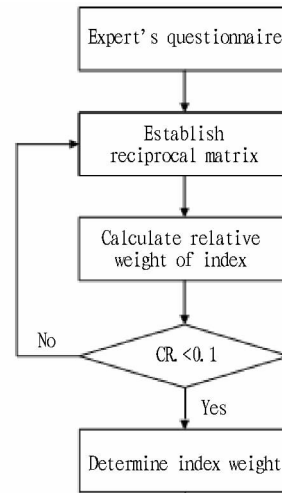 Expert's questionnaire
Establish
reciprocal matrix
Calculate relative
weight of index
No
CR.<0.1
Yes
Determine index weight